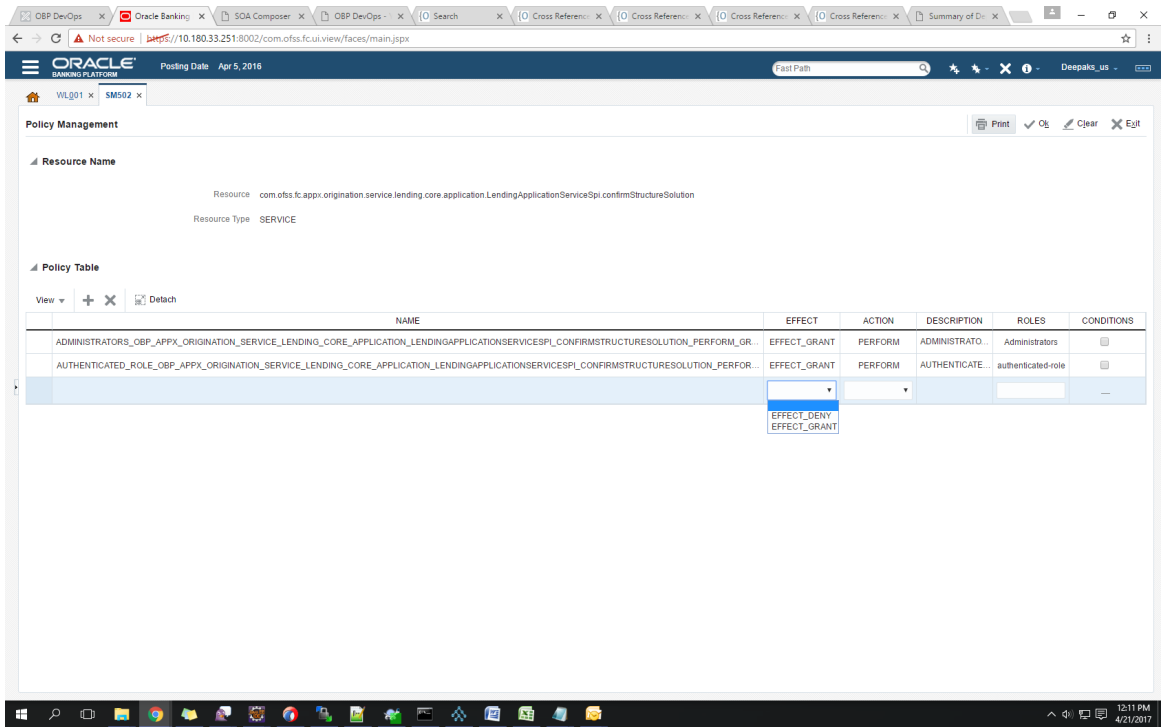 OBP DevOps
Oracle Banking
SOA Composer
OBP DevOps -
Search
Cross Reference
Cross Reference
Cross Reference
Cross Reference
Summary of De
Not secure https://10.180.33.251:8002/com.ofss.fc.ui.view/faces/main.jspx
ORACLE
BANKING PLATFORM
Posting Date Apr 5, 2016
Fast Path
Deepaks_us
WL001 SM502
Policy Management
Print Ok Clear Exit
Resource Name
Resource com.ofss.fc.appx.origination.service.lending.core.application.LendingApplicationServiceSpi.confirmStructureSolution
Resource Type SERVICE
Policy Table
View Detach
NAME EFFECT ACTION DESCRIPTION ROLES CONDITIONS
ADMINISTRATORS_OBP_APPX_ORIGINATION_SERVICE_LENDING_CORE_APPLICATION_LENDINGAPPLICATIONSERVICESPI_CONFIRMSTRUCTURESOLUTION_PERFORM_GR... EFFECT_GRANT PERFORM ADMINISTRATO... Administrators
AUTHENTICATED_ROLE_OBP_APPX_ORIGINATION_SERVICE_LENDING_CORE_APPLICATION_LENDINGAPPLICATIONSERVICESPI_CONFIRMSTRUCTURESOLUTION_PERFOR... EFFECT_GRANT PERFORM AUTHENTICATE... authenticated-role
EFFECT_DENY
EFFECT_GRANT
12:11 PM
4/21/2017